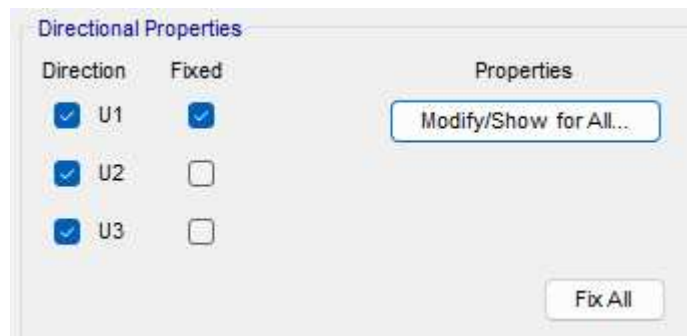 Directional Properties
Direction Fixed Properties
U1 Modify/Show for All...
U2
U3
Fix All